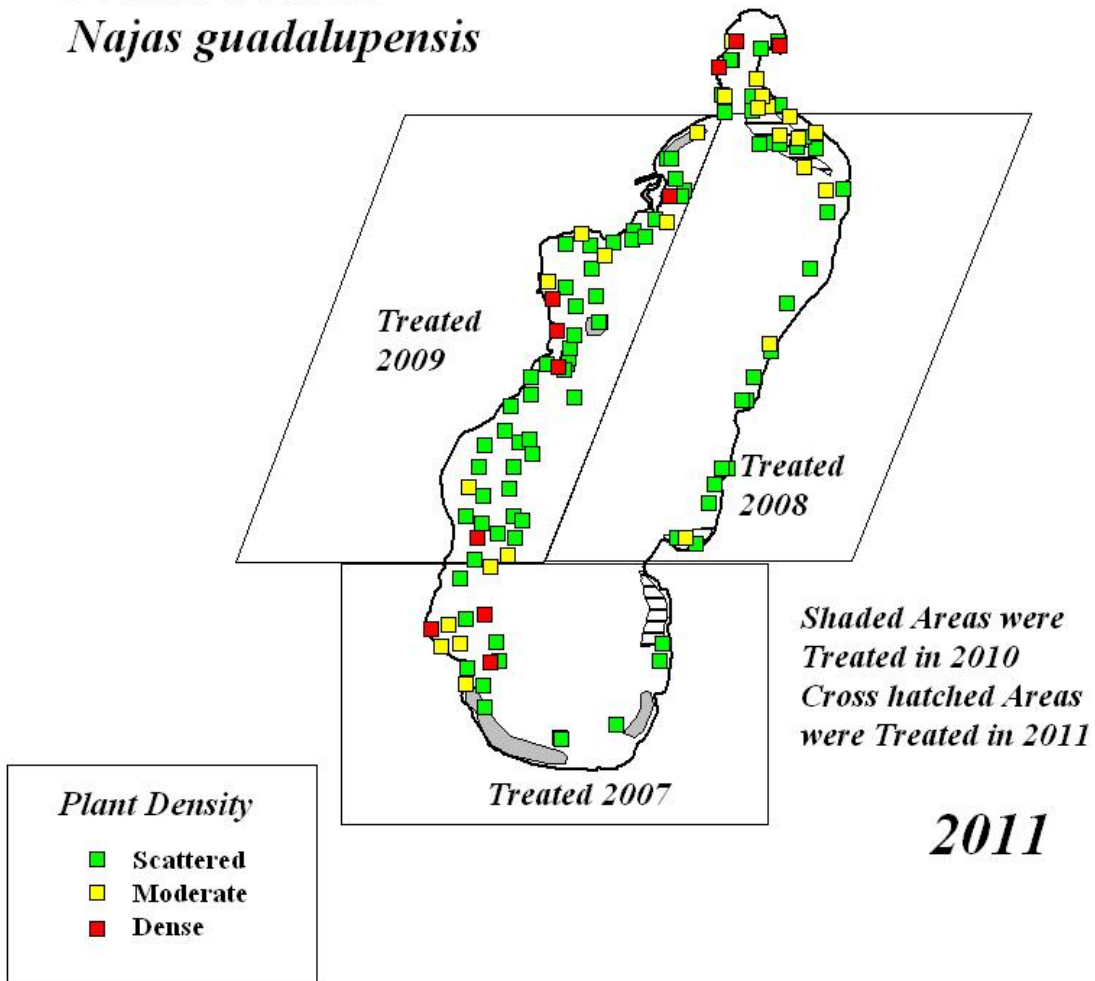 Najas guadalupensis
Treated
2009
Treated
2008
Shaded Areas were
Treated in 2010
Cross hatched Areas
were Treated in 2011
Treated 2007
Plant Density
Scattered
Moderate
Dense
2011